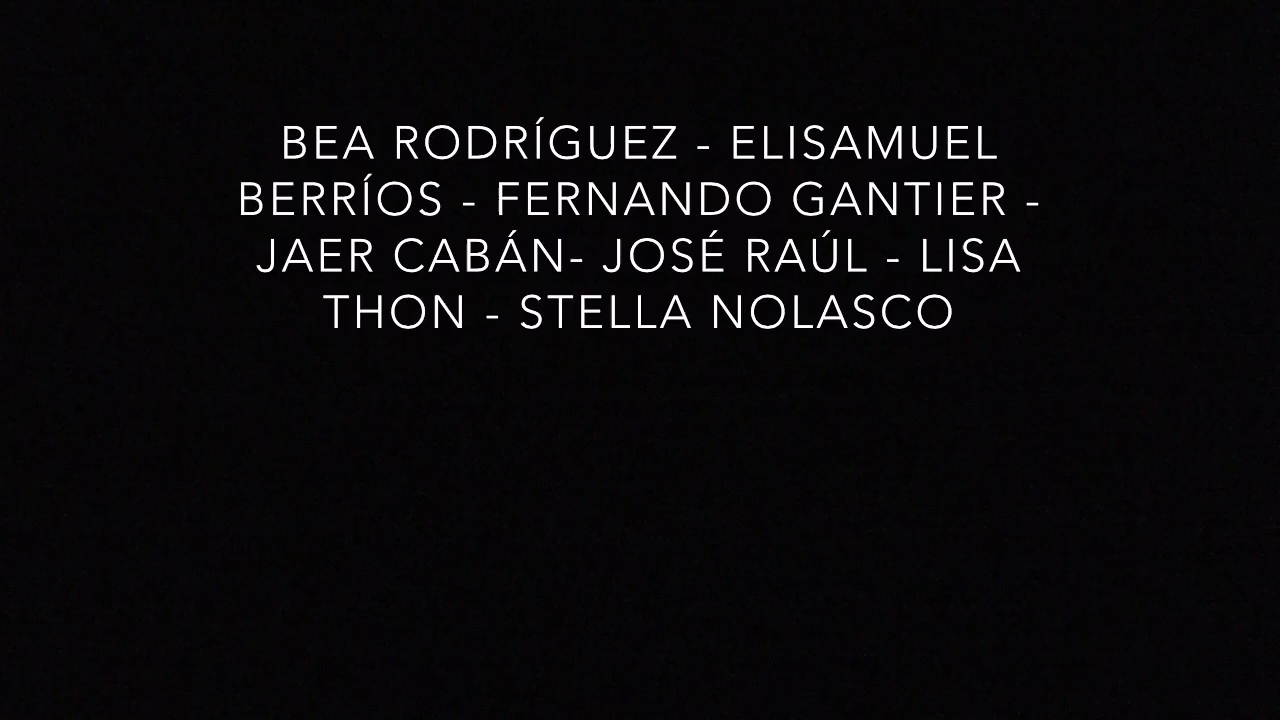 BEA RODRÍGUEZ - ELISAMUEL
BERRÍOS - FERNANDO GANTIER -
JAER CABÁN- JOSÉ RAÚL - LISA
THON - STELLA NOLASCO